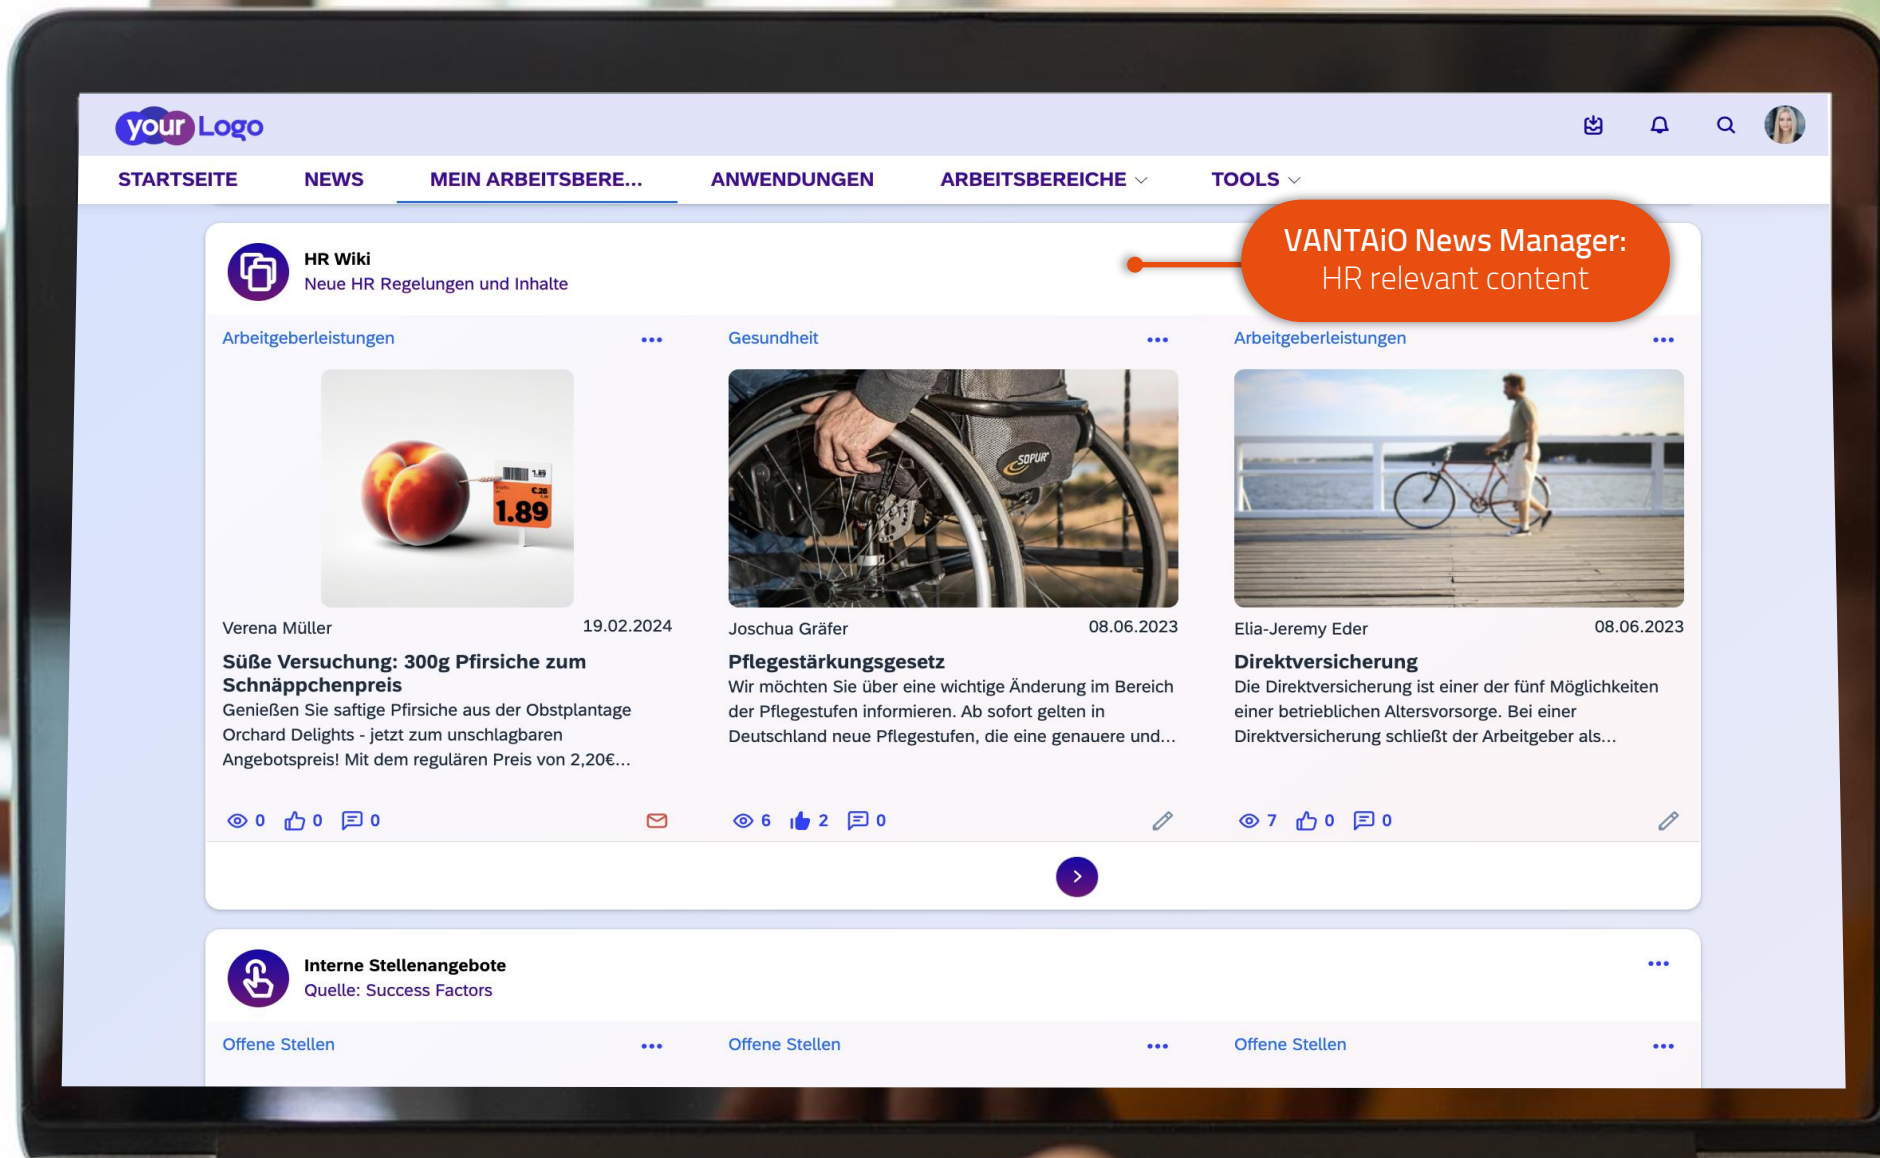 your Logo
STARTSEITE NEWS MEIN ARBEITSBERE... ANWENDUNGEN ARBEITSBEREICHE TOOLS
VANTAiO News Manager:
HR relevant content
HR Wiki
Neue HR Regelungen und Inhalte
Arbeitgeberleistungen
1.89
€.28
1.89
Verena Müller 19.02.2024
Süße Versuchung: 300g Pfirsiche zum
Schnäppchenpreis
Genießen Sie saftige Pfirsiche aus der Obstplantage
Orchard Delights - jetzt zum unschlagbaren
Angebotspreis! Mit dem regulären Preis von 2,20€...
0 0 0
Gesundheit
SOPUR
Joschua Gräfer 08.06.2023
Pflegestärkungsgesetz
Wir möchten Sie über eine wichtige Änderung im Bereich
der Pflegestufen informieren. Ab sofort gelten in
Deutschland neue Pflegestufen, die eine genauere und...
6 2 0
Arbeitgeberleistungen
Elia-Jeremy Eder 08.06.2023
Direktversicherung
Die Direktversicherung ist einer der fünf Möglichkeiten
einer betrieblichen Altersvorsorge. Bei einer
Direktversicherung schließt der Arbeitgeber als...
7 0 0
Interne Stellenangebote
Quelle: Success Factors
Offene Stellen Offene Stellen Offene Stellen